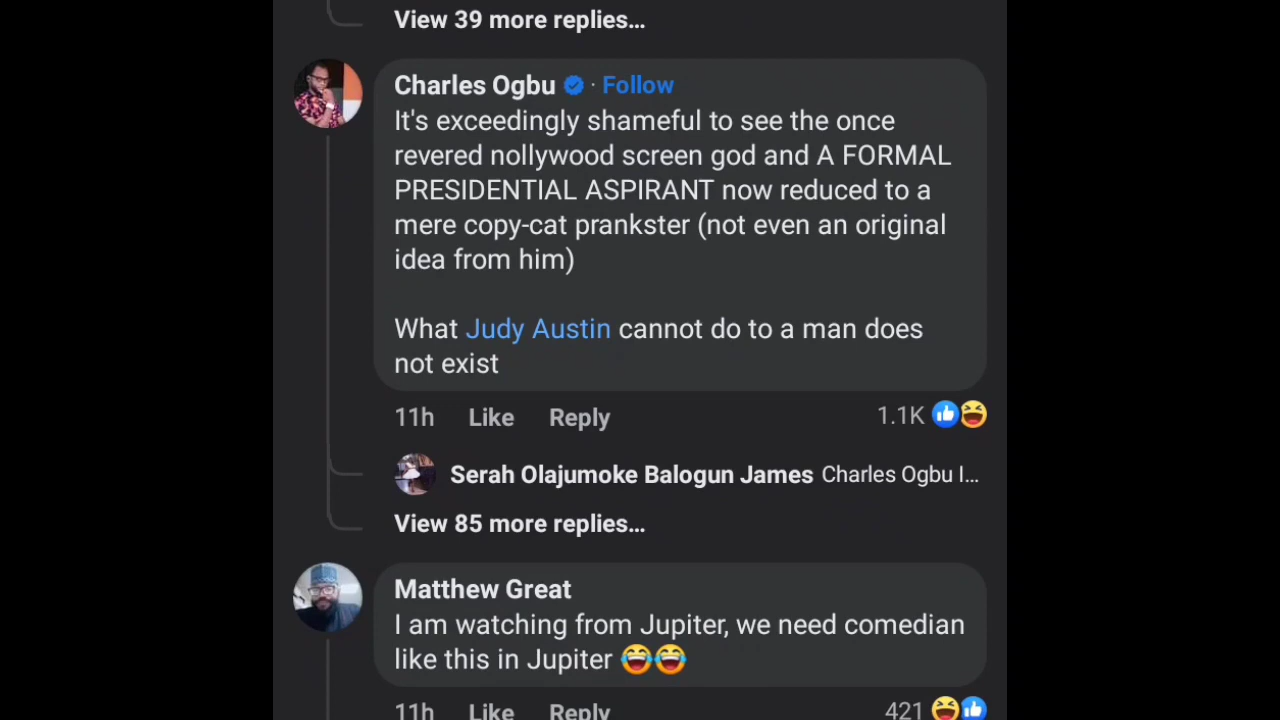 View 39 more replies...
Charles Ogbu · Follow
It's exceedingly shameful to see the once
revered nollywood screen god and A FORMAL
PRESIDENTIAL ASPIRANT now reduced to a
mere copy-cat prankster (not even an original
idea from him)
What Judy Austin cannot do to a man does
not exist
11h Like Reply 1.1K
Serah Olajumoke Balogun James Charles Ogbu I...
View 85 more replies...
Matthew Great
I am watching from Jupiter, we need comedian
like this in Jupiter 😂😂
11h Like Reply 421